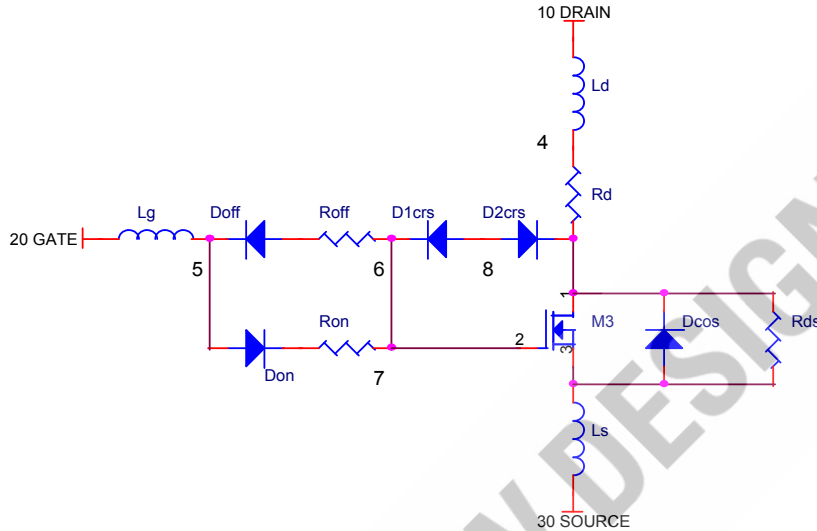 10 DRAIN
Ld
4
Rd
Lg
Doff
Roff
D1crs
D2crs
20 GATE
5
6
8
1
Ron
2
M3
Dcos
Rds
3
Don
7
Ls
30 SOURCE
DESIGN